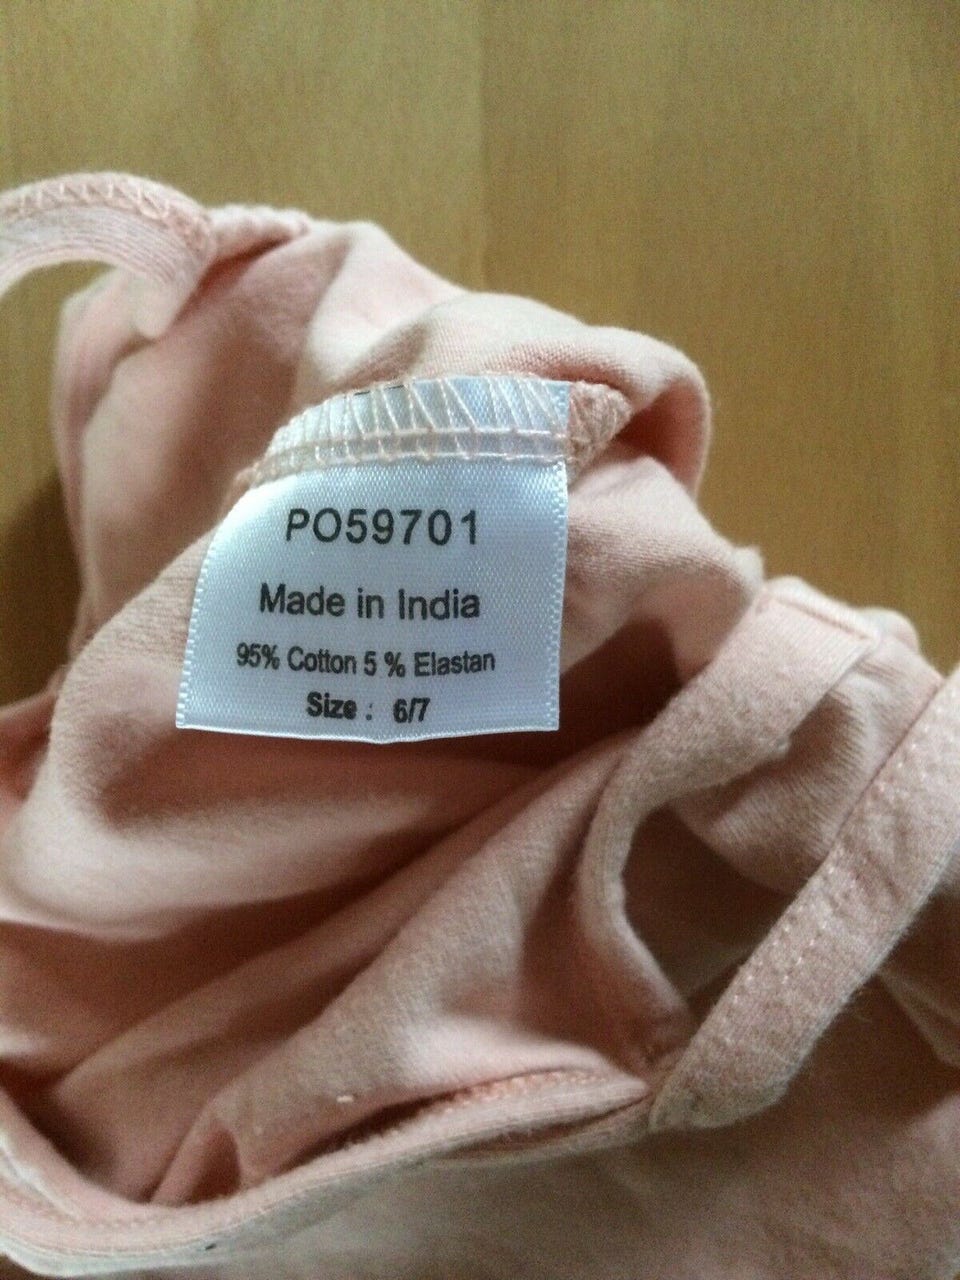 PO59701
Made in India
95% Cotton 5 % Elastan
Size : 6/7